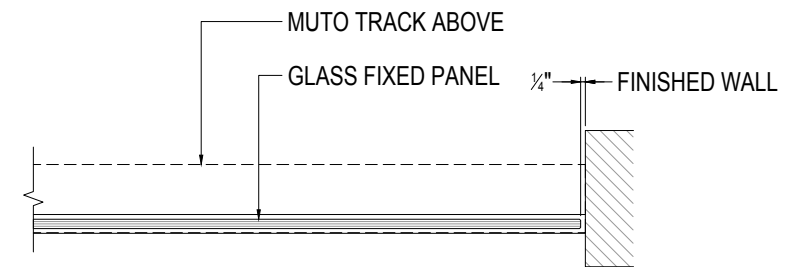 MUTO TRACK ABOVE
GLASS FIXED PANEL
¼" FINISHED WALL